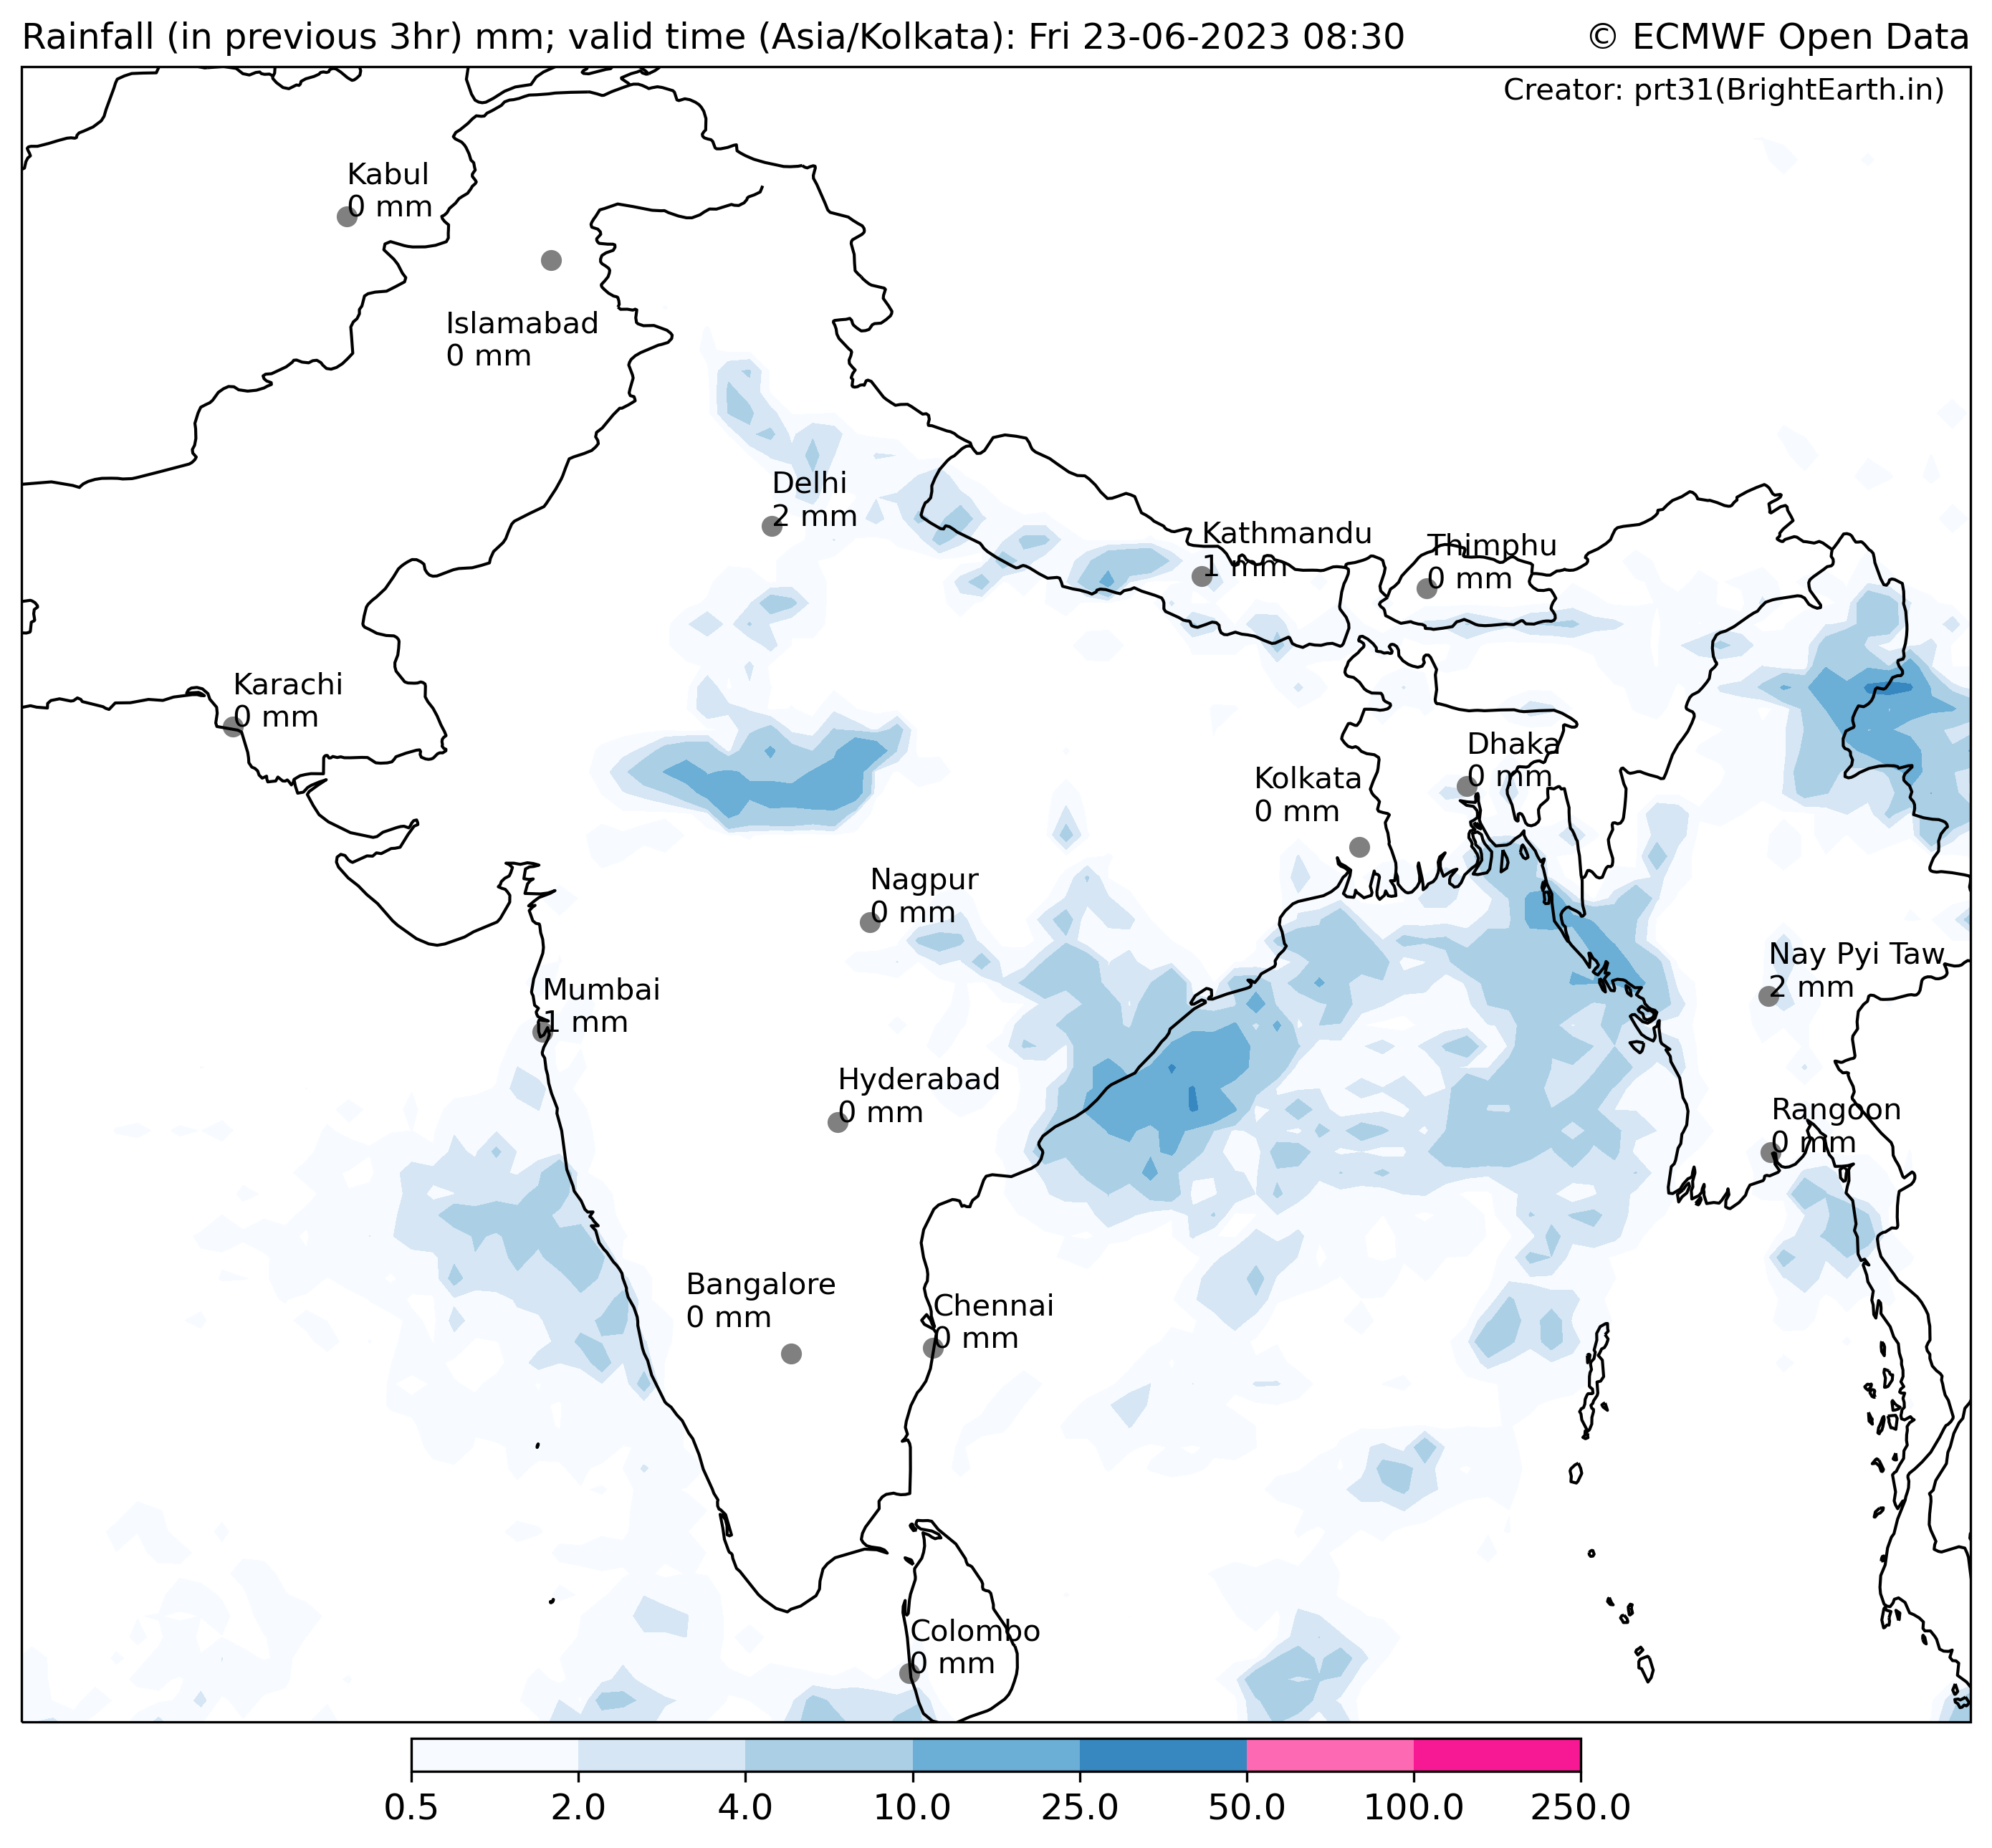 Rainfall (in previous 3hr) mm; valid time (Asia/Kolkata): Fri 23-06-2023 08:30
© ECMWF Open Data
Creator: prt31(BrightEarth.in)
Kabul
0 mm
Islamabad
0 mm
Delhi
2 mm
Kathmandu
1 mm
Thimphu
0 mm
Karachi
0 mm
Dhaka
0 mm
Kolkata
0 mm
Nagpur
0 mm
Nay Pyi Taw
2 mm
Mumbai
1 mm
Hyderabad
0 mm
Rangoon
0 mm
Bangalore
0 mm
Chennai
0 mm
Colombo
0 mm
0.5 2.0 4.0 10.0 25.0 50.0 100.0 250.0